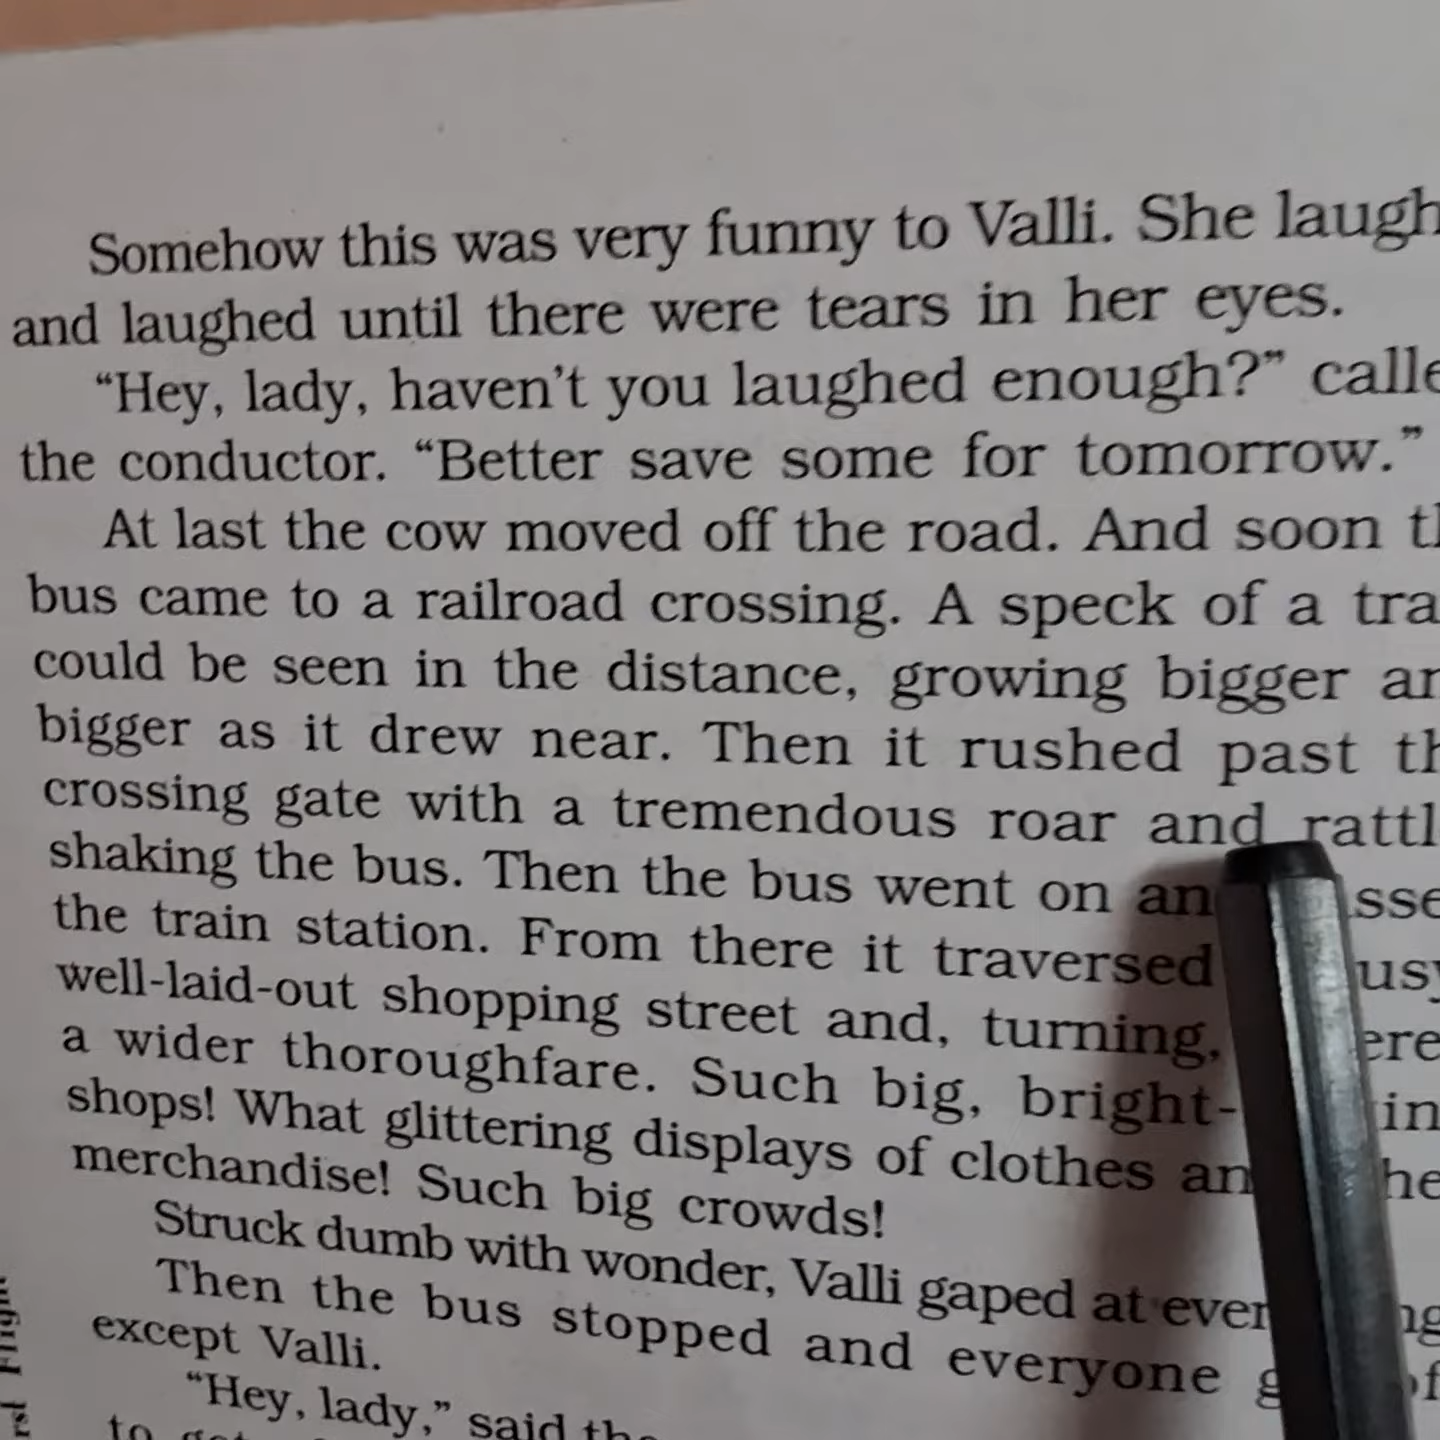 Somehow this was very funny to Valli. She laugh
and laughed until there were tears in her eyes.
“Hey, lady, haven’t you laughed enough?” calle
the conductor. “Better save some for tomorrow.”
At last the cow moved off the road. And soon
bus came to a railroad crossing. A speck of a tra
could be seen in the distance, growing bigger
bigger as it drew near. Then it rushed past
crossing gate with a tremendous roar and rattl
shaking the bus. Then the bus went on
the train station. From there it traversed
well-laid-out shopping street and, turning,
a wider thoroughfare. Such big, bright-
shops! What glittering displays of clothes
merchandise! Such big crowds!
Struck dumb with wonder, Valli gaped at
Then the bus stopped and everyone
except Valli.
“Hey, lady,” said
to